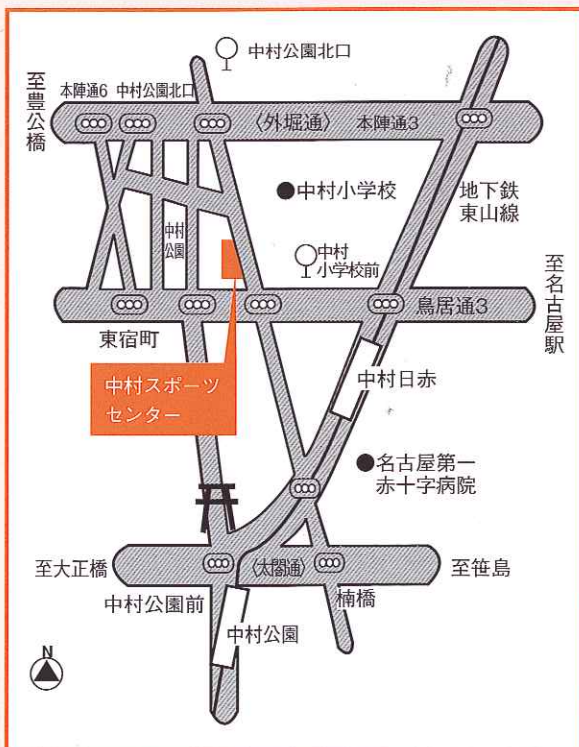 中村公園北口
本陣通6
中村公園北口
至豊公橋
〈外堀通〉
本陣通3
中村小学校
地下鉄
東山線
中村
公園
中村
小学校前
至名古屋駅
鳥居通3
東宿町
中村スポーツ
センター
中村日赤
名古屋第一
赤十字病院
至大正橋
〈太閤通〉
至笹島
中村公園前
楠橋
中村公園
N